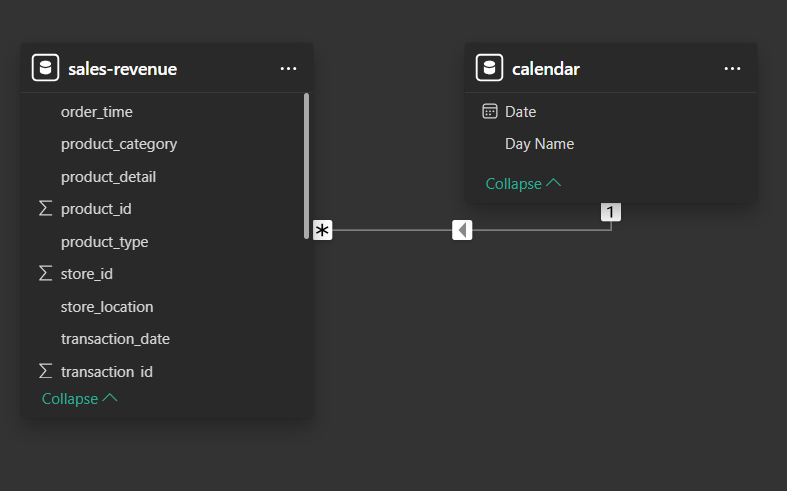 sales-revenue
order_time
product_category
product_detail
Σ product_id
product_type
Σ store_id
store_location
transaction_date
Σ transaction_id
Collapse
*
1
calendar
Date
Day Name
Collapse